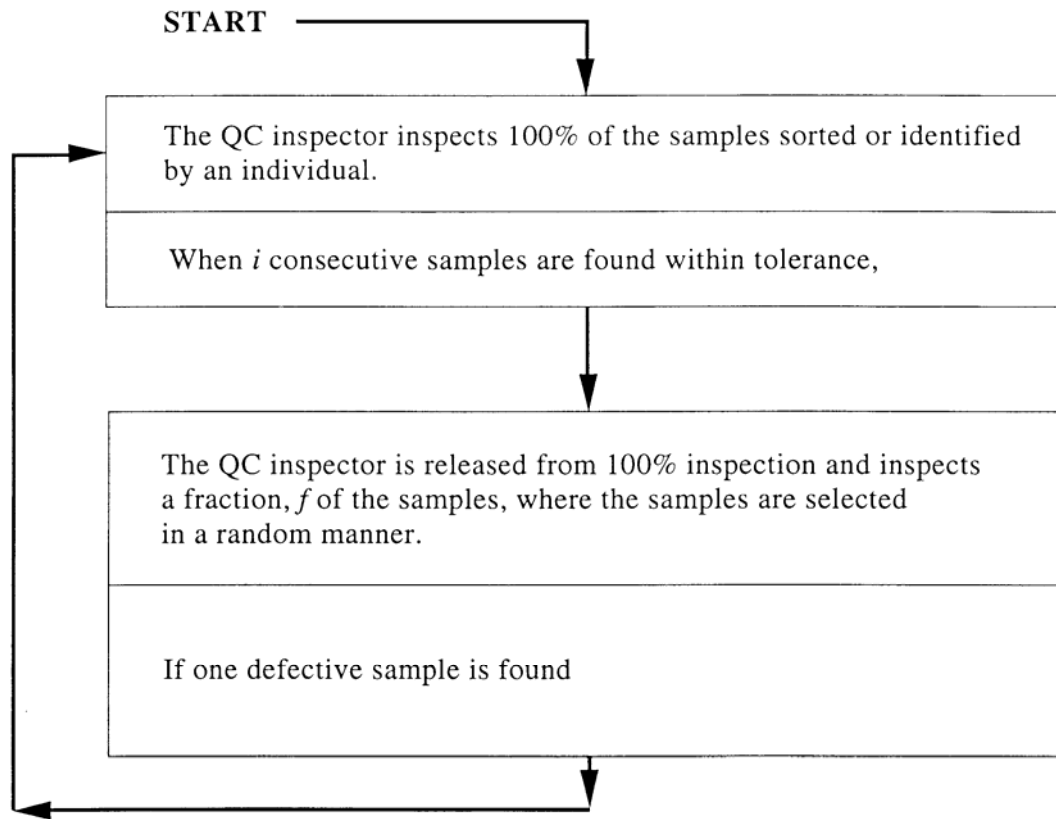 START
The QC inspector inspects 100% of the samples sorted or identified
by an individual.
When i consecutive samples are found within tolerance,
The QC inspector is released from 100% inspection and inspects
a fraction, f of the samples, where the samples are selected
in a random manner.
If one defective sample is found